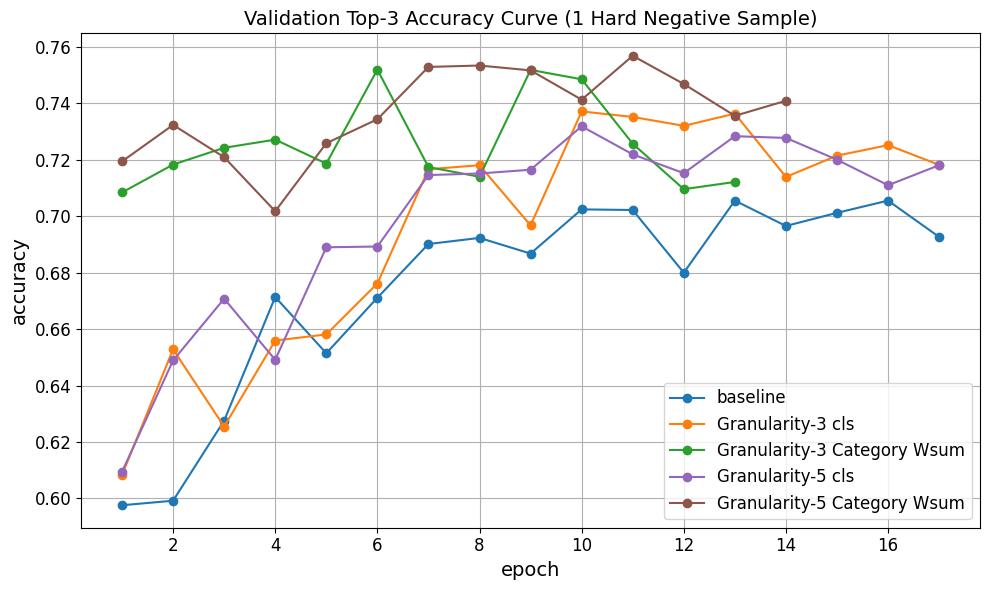 Validation Top-3 Accuracy Curve (1 Hard Negative Sample)
0.76
0.74
0.72
0.70
0.68
0.66
0.64
0.62
0.60
accuracy
baseline
Granularity-3 cls
Granularity-3 Category Wsum
Granularity-5 cls
Granularity-5 Category Wsum
2 4 6 8 10 12 14 16
epoch